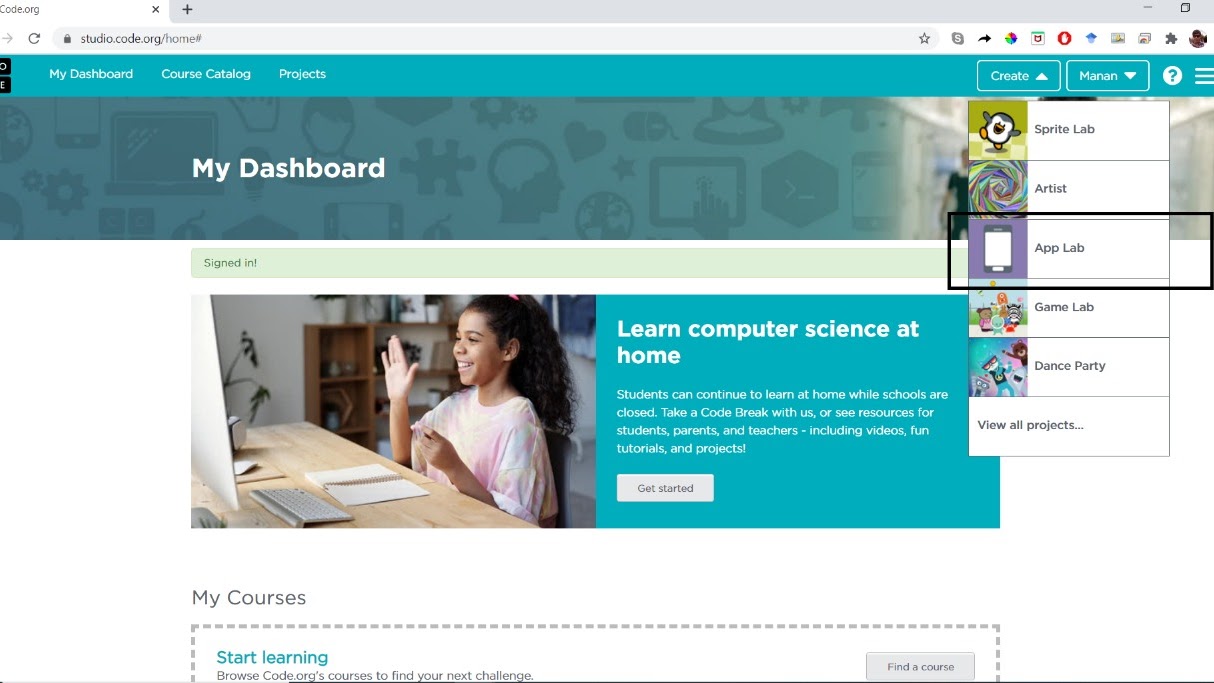 Code.org
studio.code.org/home#
O
E
My Dashboard
Course Catalog
Projects
Create
Manan
?
Sprite Lab
Artist
App Lab
Game Lab
Dance Party
View all projects...
My Dashboard
Signed in!
Learn computer science at
home
Students can continue to learn at home while schools are
closed. Take a Code Break with us, or see resources for
students, parents, and teachers - including videos, fun
tutorials, and projects!
Get started
My Courses
Start learning
Browse Code.org's courses to find your next challenge.
Find a course